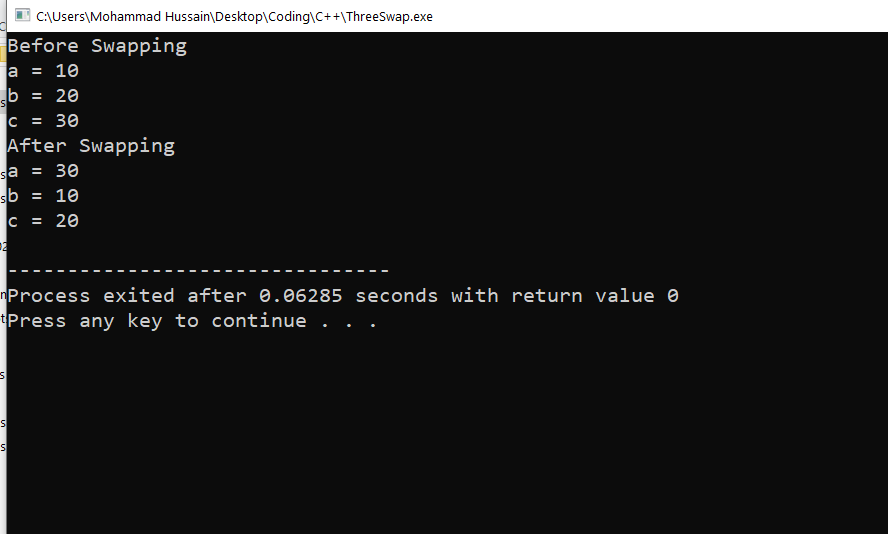 C:\Users\Mohammad Hussain\Desktop\Coding\C++\ThreeSwap.exe
Before Swapping
a = 10
b = 20
c = 30
After Swapping
a = 30
b = 10
c = 20
--------------------------------
Process exited after 0.06285 seconds with return value 0
Press any key to continue . . .